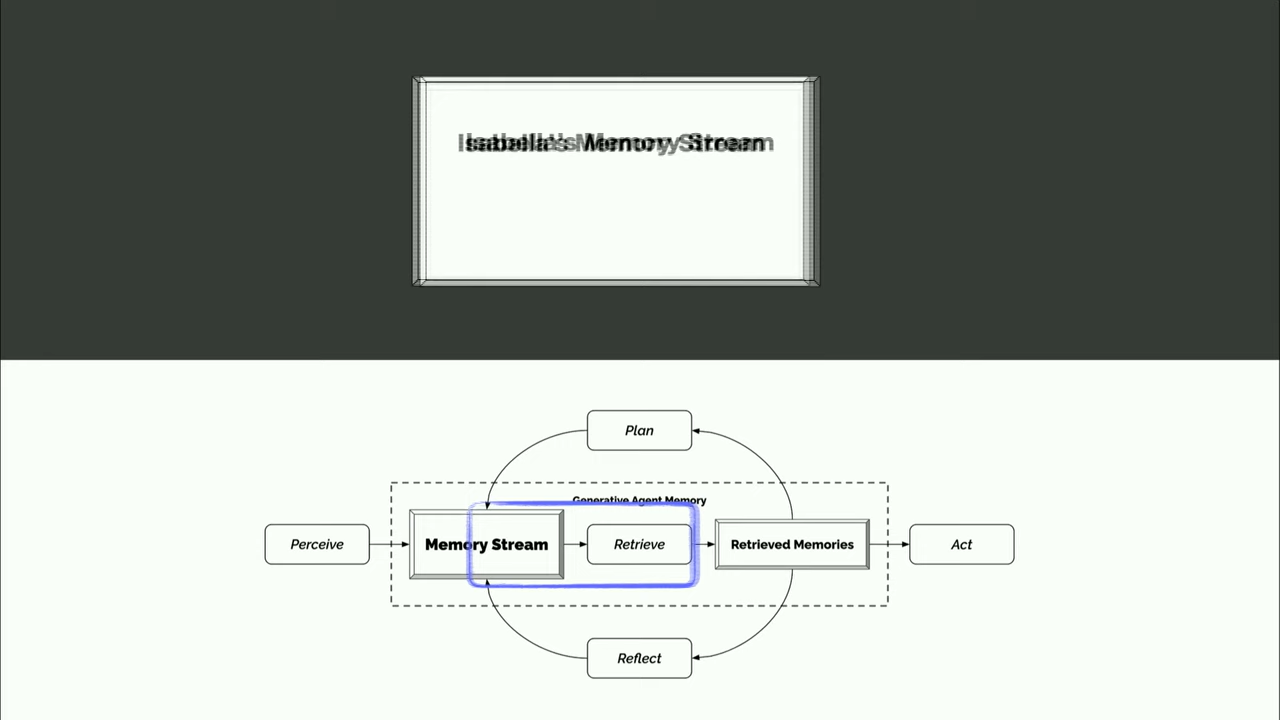 Isabella's Memory Stream
Plan
Generative Agent Memory
Perceive
Memory Stream
Retrieve
Retrieved Memories
Act
Reflect